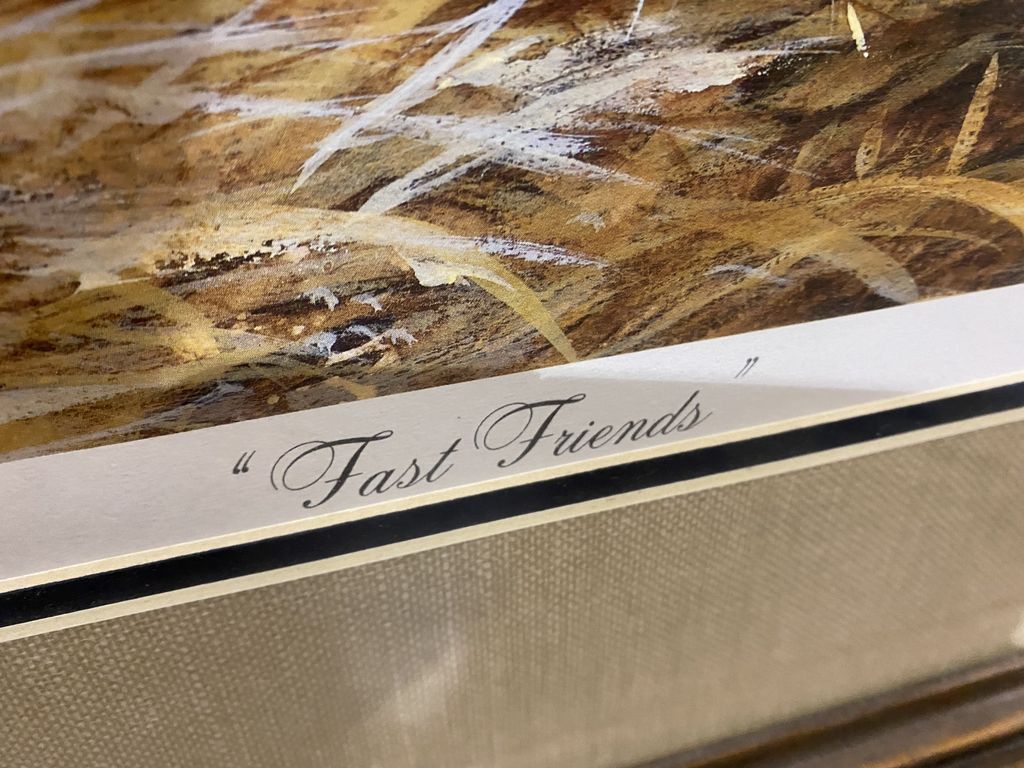 “ Fast Friends ”